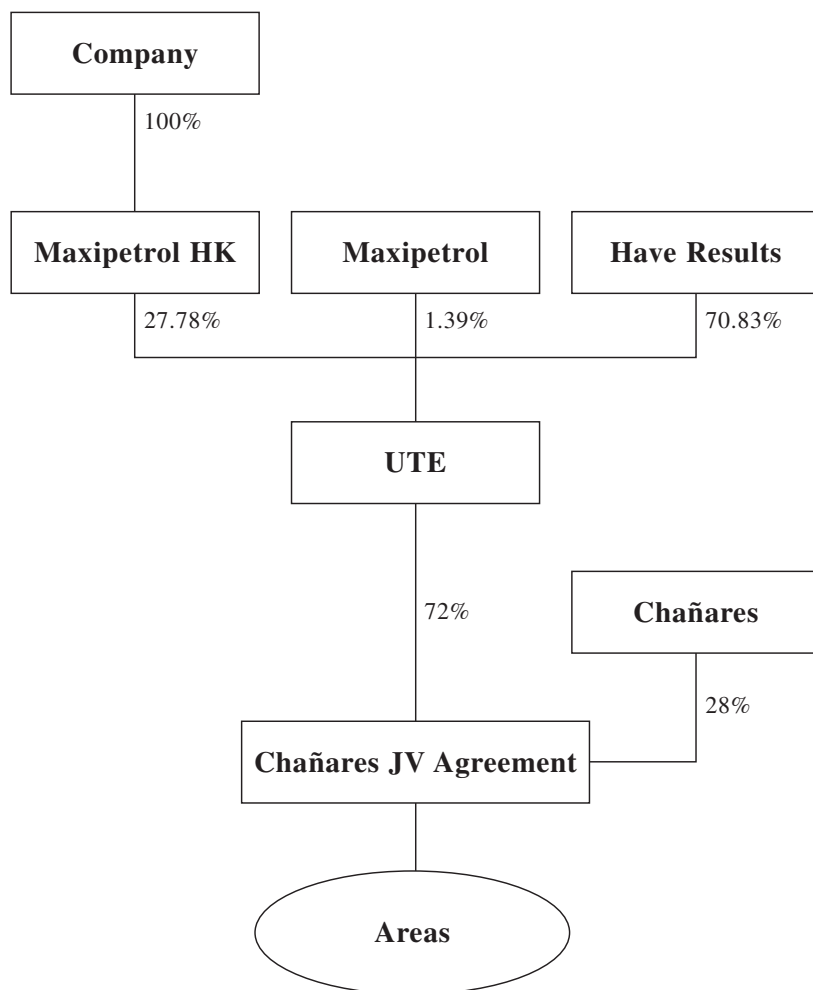 Company
100%
Maxipetrol HK
Maxipetrol
Have Results
27.78%
1.39%
70.83%
UTE
72%
Chañares
28%
Chañares JV Agreement
Areas